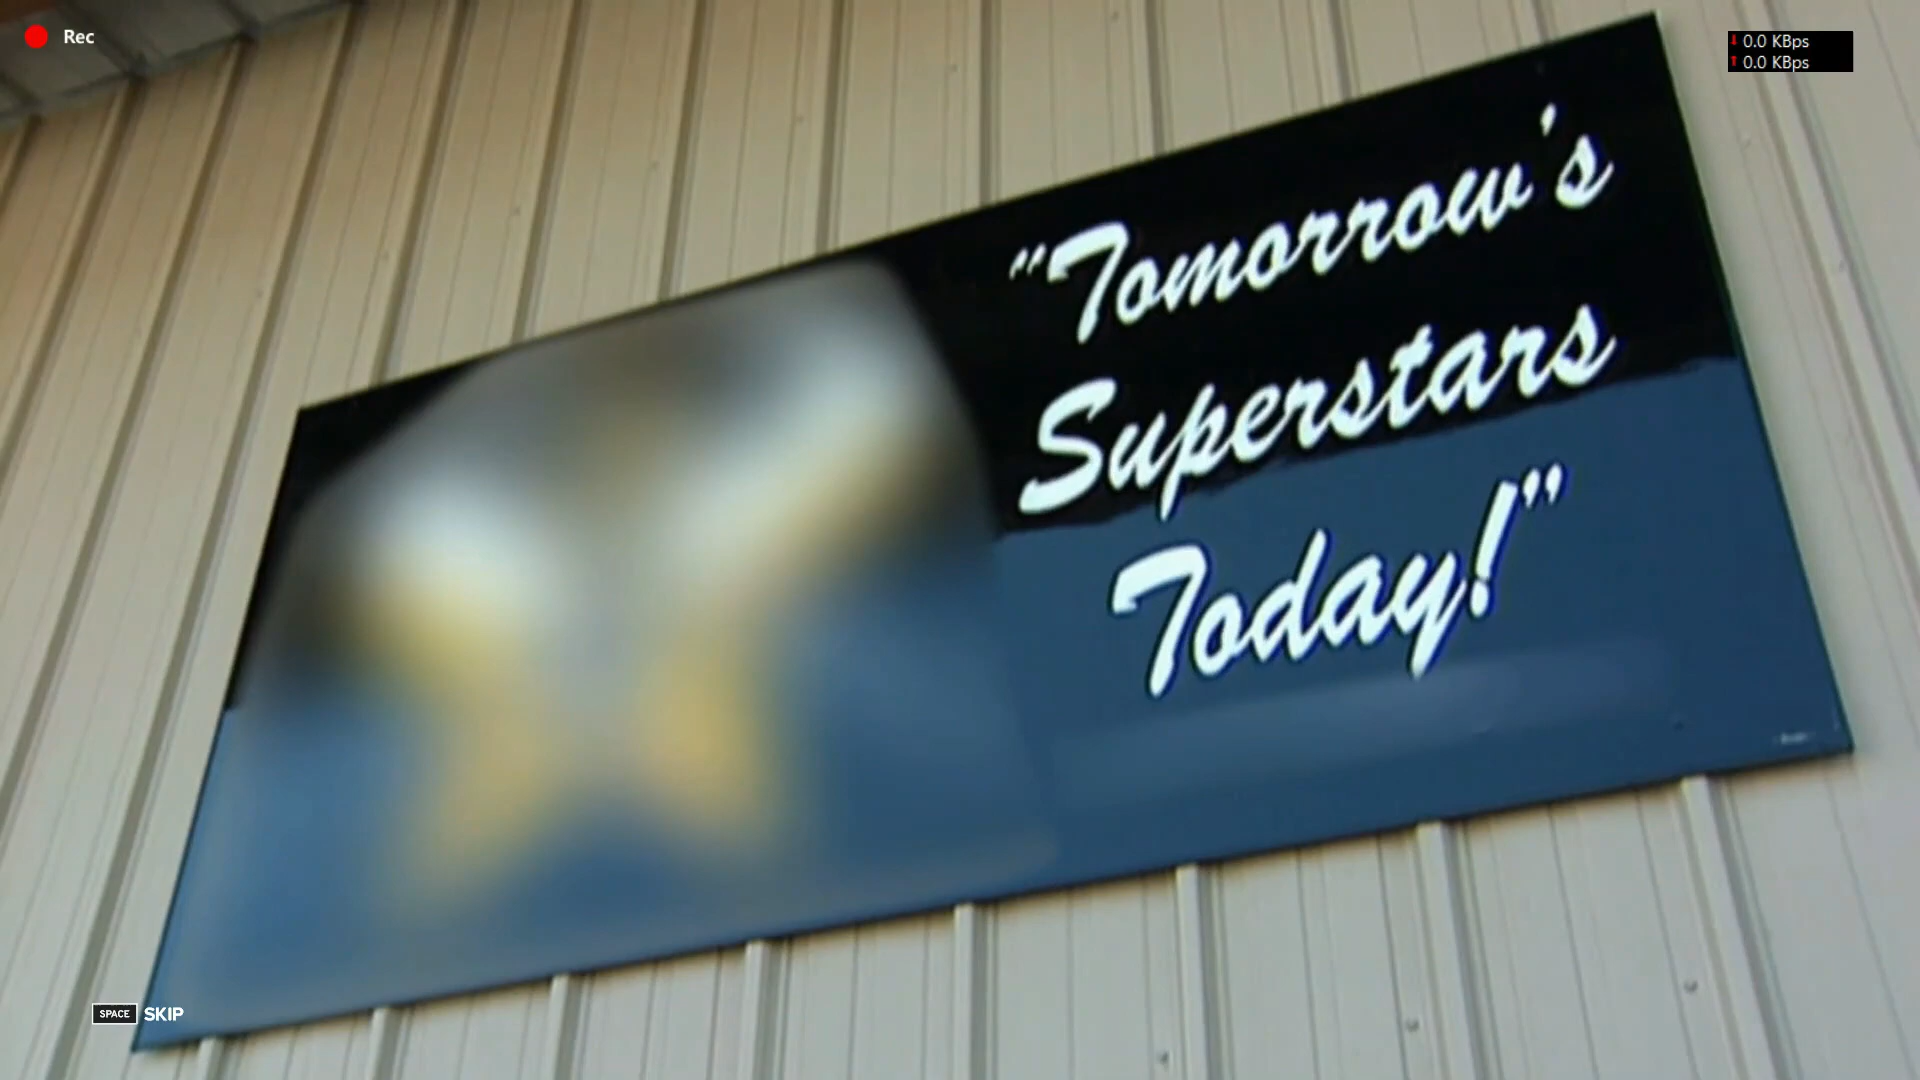 Rec
0.0 KBps
0.0 KBps
"Tomorrow's
Superstars
Today!"
SPACE SKIP